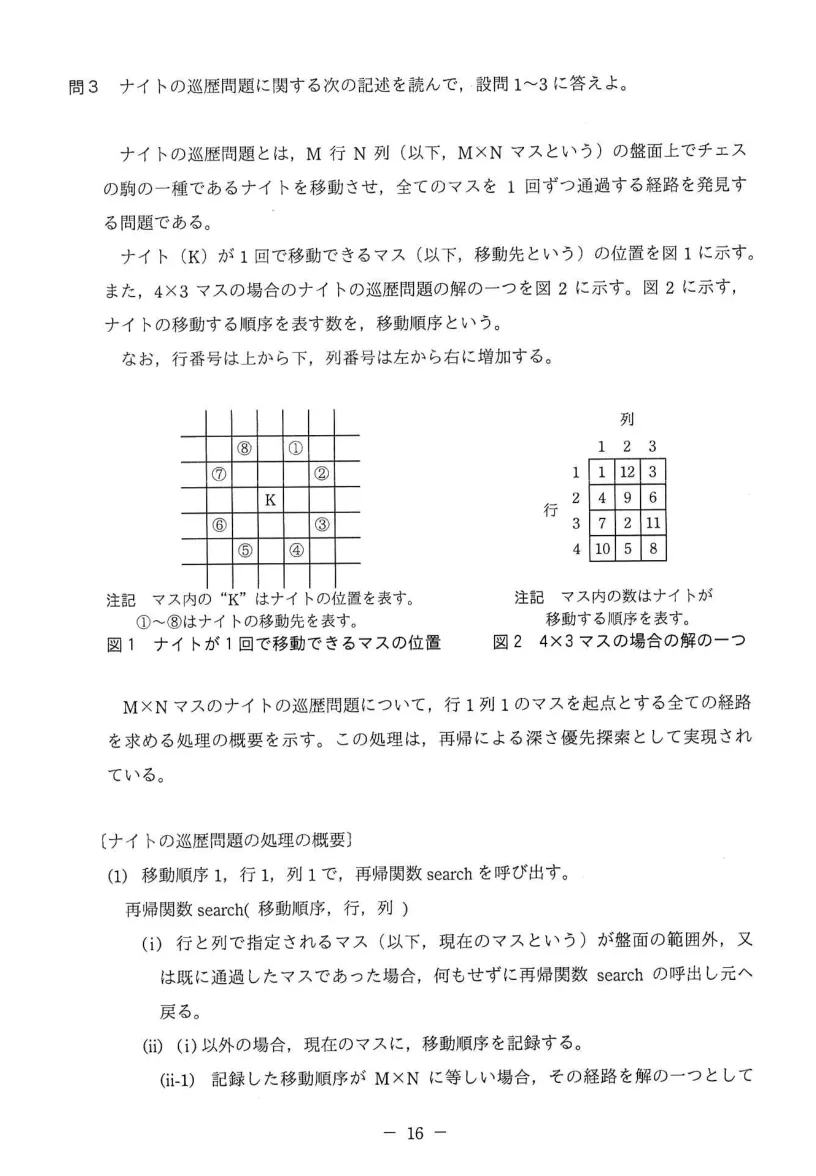 問3 ナイトの巡歴問題に関する次の記述を読んで，設問1～3に答えよ。
ナイトの巡歴問題とは，M 行 N 列（以下，M×N マスという）の盤面上でチェス
の駒の一種であるナイトを移動させ，全てのマスを 1 回ずつ通過する経路を発見す
る問題である。
ナイト（K）が 1 回で移動できるマス（以下，移動先という）の位置を図 1 に示す。
また，4×3 マスの場合のナイトの巡歴問題の解の一つを図 2 に示す。図 2 に示す，
ナイトの移動する順序を表す数を，移動順序という。
なお，行番号は上から下，列番号は左から右に増加する。
⑧ ①
⑦ ②
K
⑥ ③
⑤ ④
注記 マス内の“K”はナイトの位置を表す。
①～⑧はナイトの移動先を表す。
図1 ナイトが1回で移動できるマスの位置
列
1 2 3
1 1 12 3
2 4 9 6
行
3 7 2 11
4 10 5 8
注記 マス内の数はナイトが
移動する順序を表す。
図2 4×3マスの場合の解の一つ
M×N マスのナイトの巡歴問題について，行 1 列 1 のマスを起点とする全ての経路
を求める処理の概要を示す。この処理は，再帰による深さ優先探索として実現され
ている。
〔ナイトの巡歴問題の処理の概要〕
(1) 移動順序 1，行 1，列 1 で，再帰関数 search を呼び出す。
再帰関数 search( 移動順序，行，列 )
(i) 行と列で指定されるマス（以下，現在のマスという）が盤面の範囲外，又
は既に通過したマスであった場合，何もせずに再帰関数 search の呼出し元へ
戻る。
(ii) (i) 以外の場合，現在のマスに，移動順序を記録する。
(ii-1) 記録した移動順序が M×N に等しい場合，その経路を解の一つとして
－ 16 －